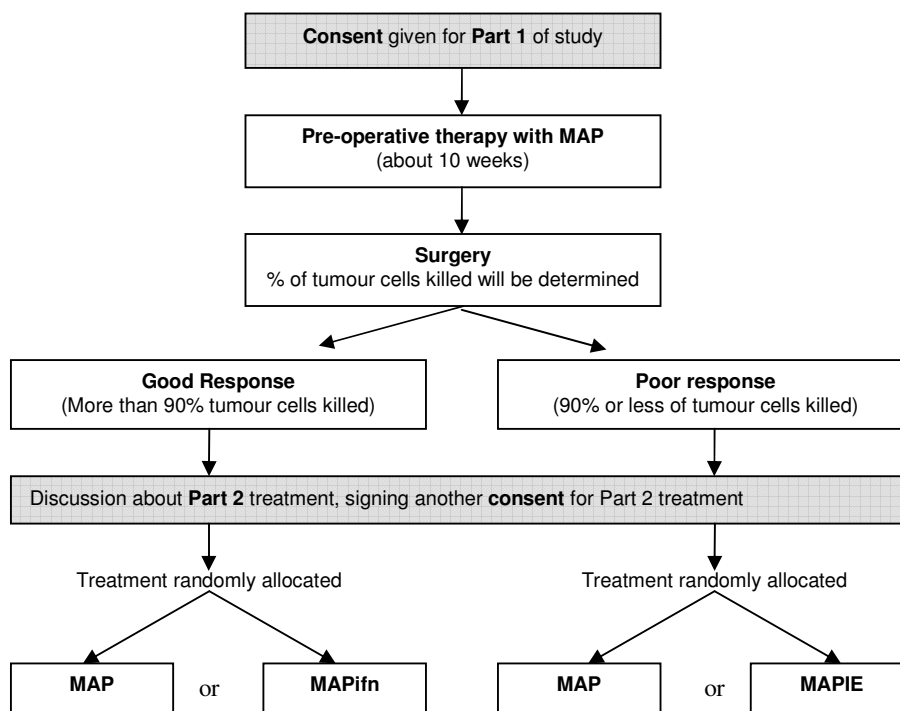 Consent given for Part 1 of study
Pre-operative therapy with MAP
(about 10 weeks)
Surgery
% of tumour cells killed will be determined
Good Response
(More than 90% tumour cells killed)
Poor response
(90% or less of tumour cells killed)
Discussion about Part 2 treatment, signing another consent for Part 2 treatment
Treatment randomly allocated
Treatment randomly allocated
MAP or MAPifn
MAP or MAPIE